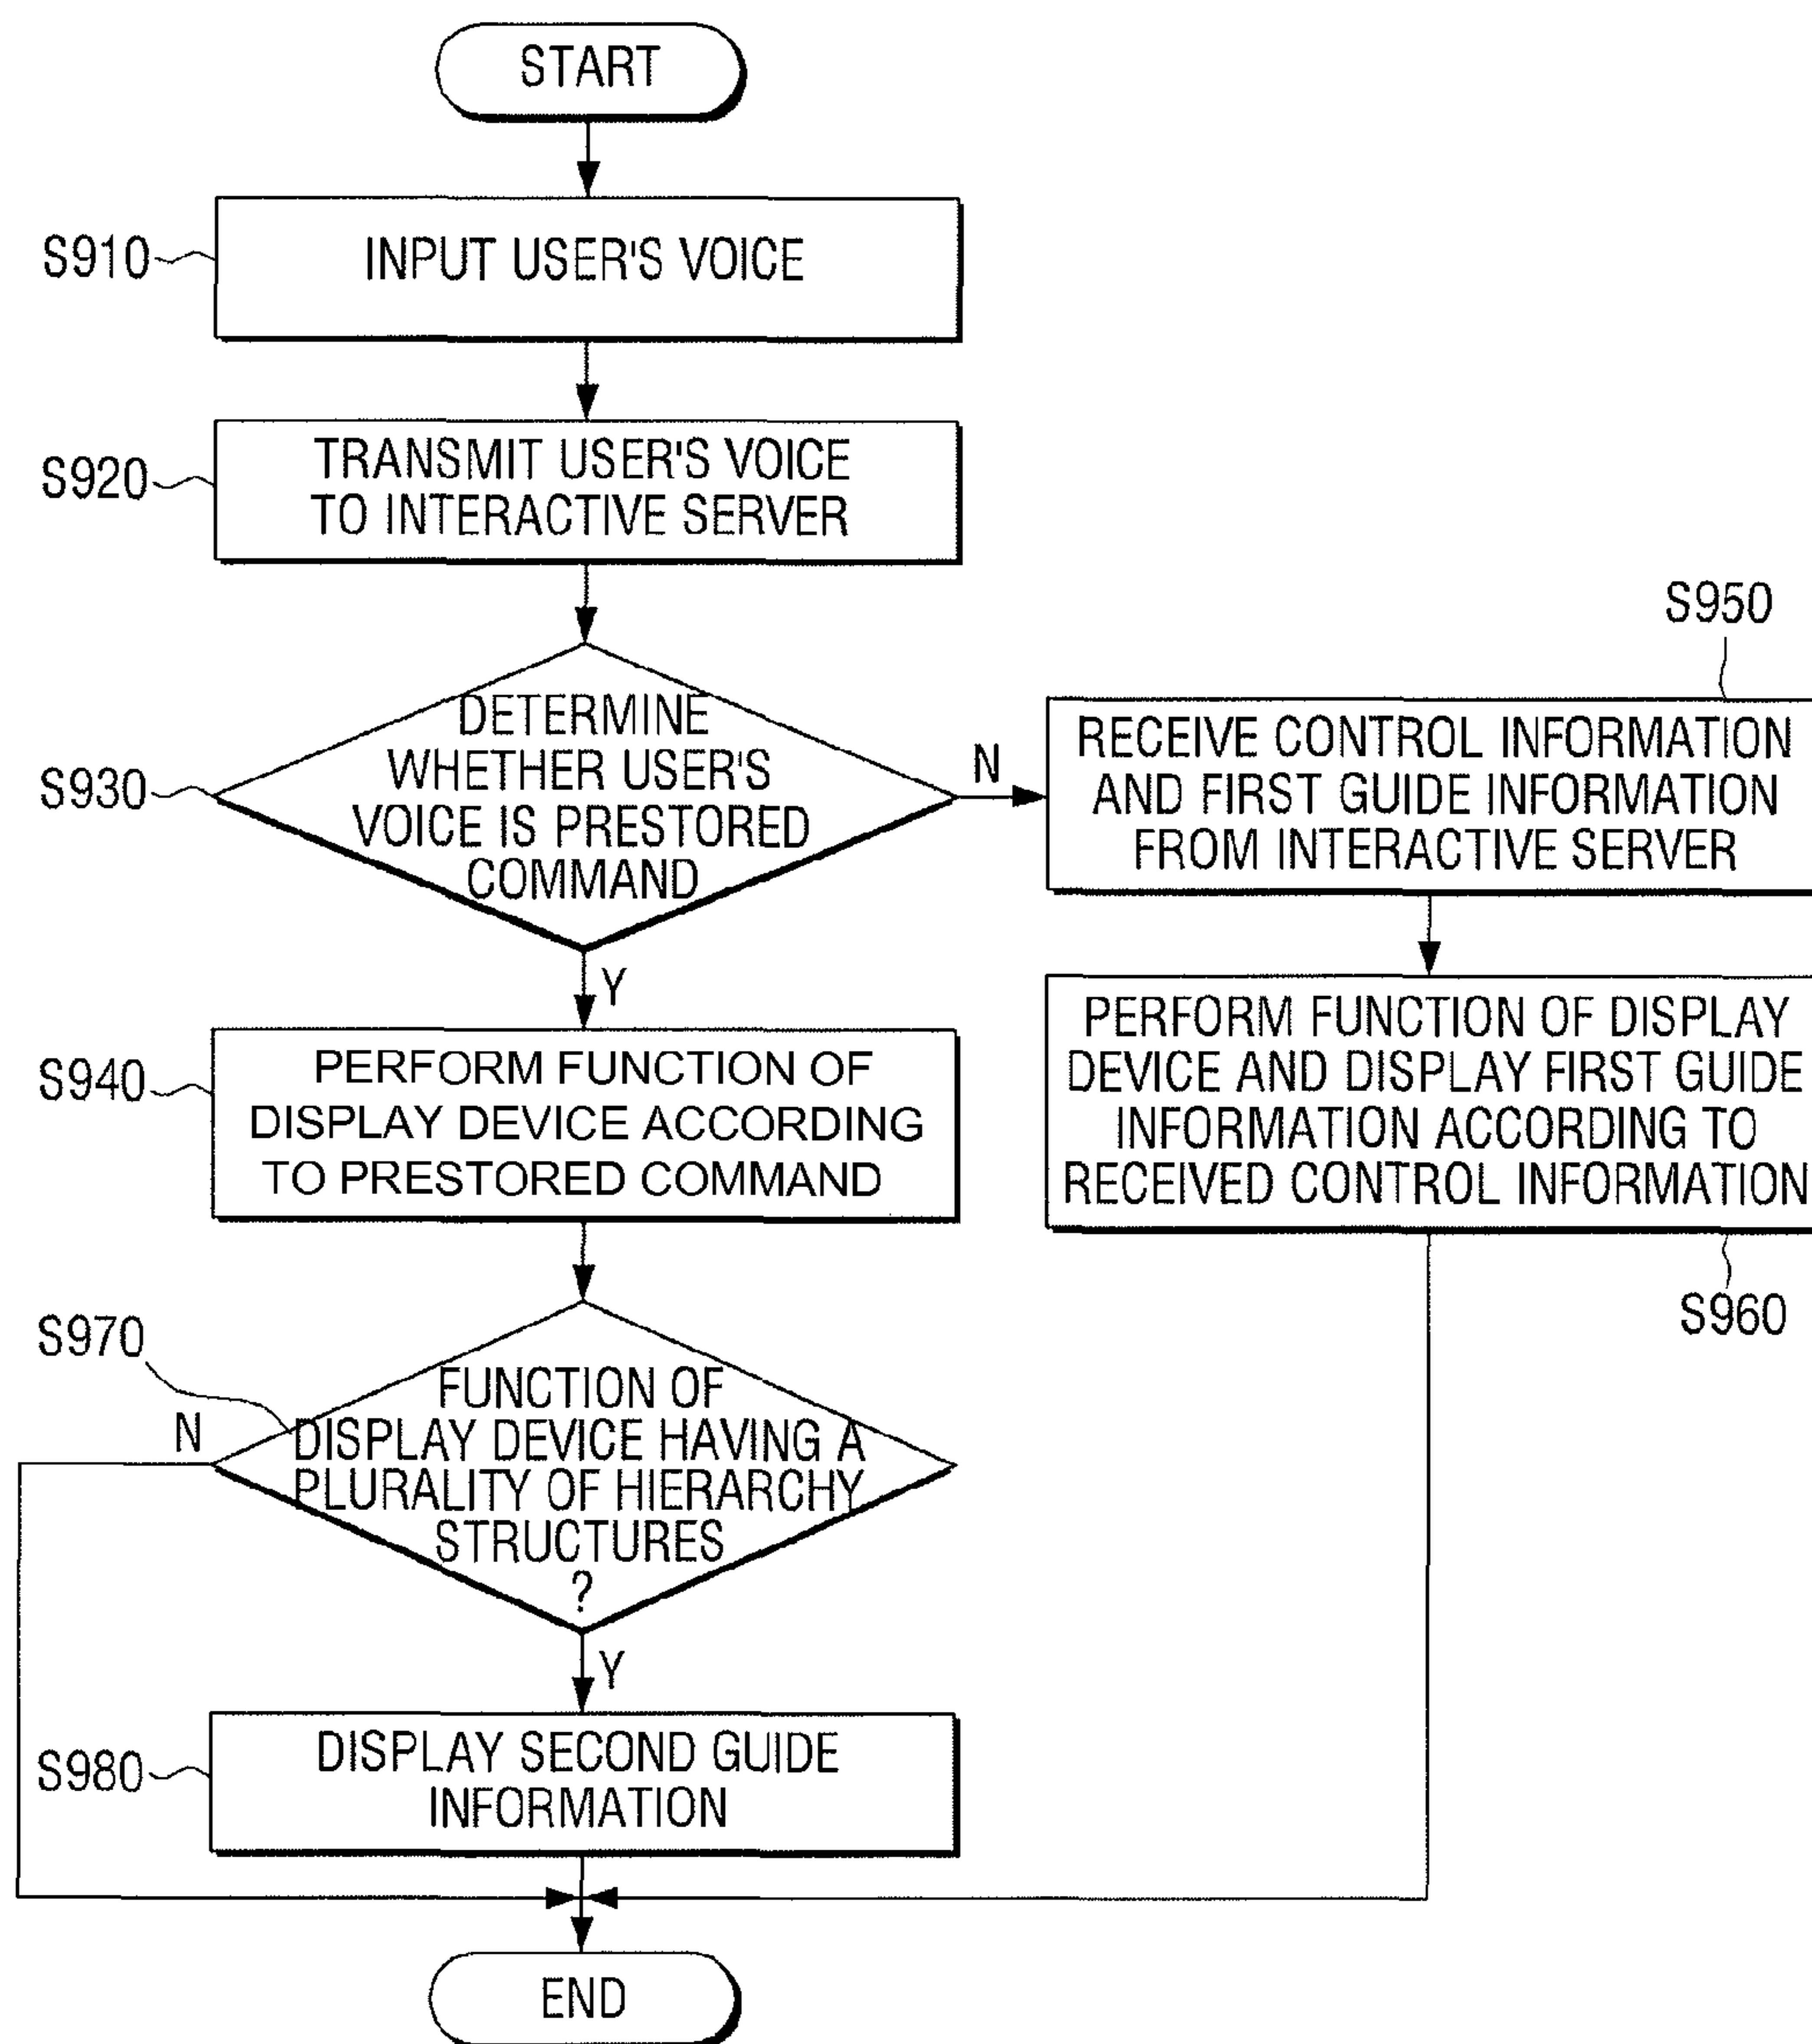 START
S910
INPUT USER'S VOICE
S920
TRANSMIT USER'S VOICE
TO INTERACTIVE SERVER
S930
DETERMINE
WHETHER USER'S
VOICE IS PRESTORED
COMMAND
N
Y
S950
RECEIVE CONTROL INFORMATION
AND FIRST GUIDE INFORMATION
FROM INTERACTIVE SERVER
S940
PERFORM FUNCTION OF
DISPLAY DEVICE ACCORDING
TO PRESTORED COMMAND
PERFORM FUNCTION OF DISPLAY
DEVICE AND DISPLAY FIRST GUIDE
INFORMATION ACCORDING TO
RECEIVED CONTROL INFORMATION
S960
S970
N
FUNCTION OF
DISPLAY DEVICE HAVING A
PLURALITY OF HIERARCHY
STRUCTURES
?
Y
S980
DISPLAY SECOND GUIDE
INFORMATION
END